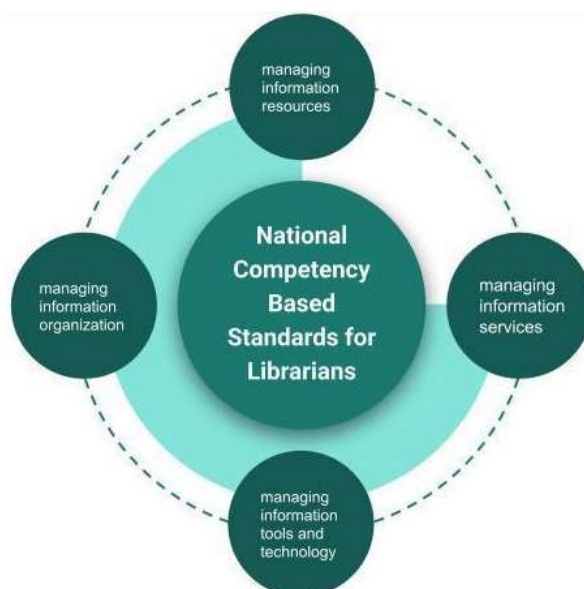 managing
information
resources
National
Competency
Based
Standards for
Librarians
managing
information
organization
managing
information
services
managing
information
tools and
technology